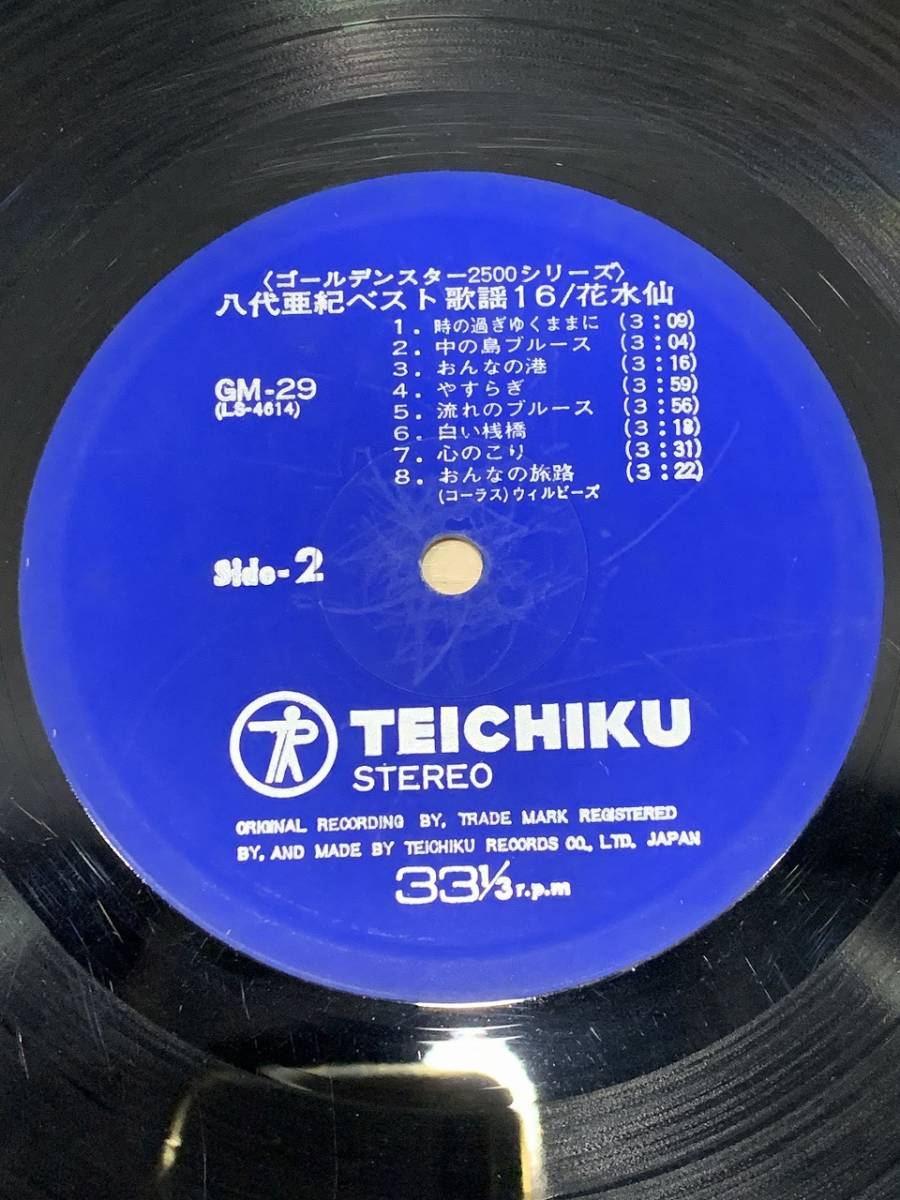 〈ゴールデンスター2500シリーズ〉
八代亜紀ベスト歌謡16/花水仙
1. 時の過ぎゆくままに (3:09)
2. 中の島ブルース (3:04)
3. おんなの港 (3:16)
4. やすらぎ (3:59)
5. 流れのブルース (3:56)
6. 白い桟橋 (3:18)
7. 心のこり (3:31)
8. おんなの旅路 (3:22)
(コーラス)ウィルビーズ
GM-29
(LS-4614)
Side-2
TEICHIKU
STEREO
ORIGINAL RECORDING BY, TRADE MARK REGISTERED
BY, AND MADE BY TEICHIKU RECORDS CO., LTD. JAPAN
33 1/3 r.p.m